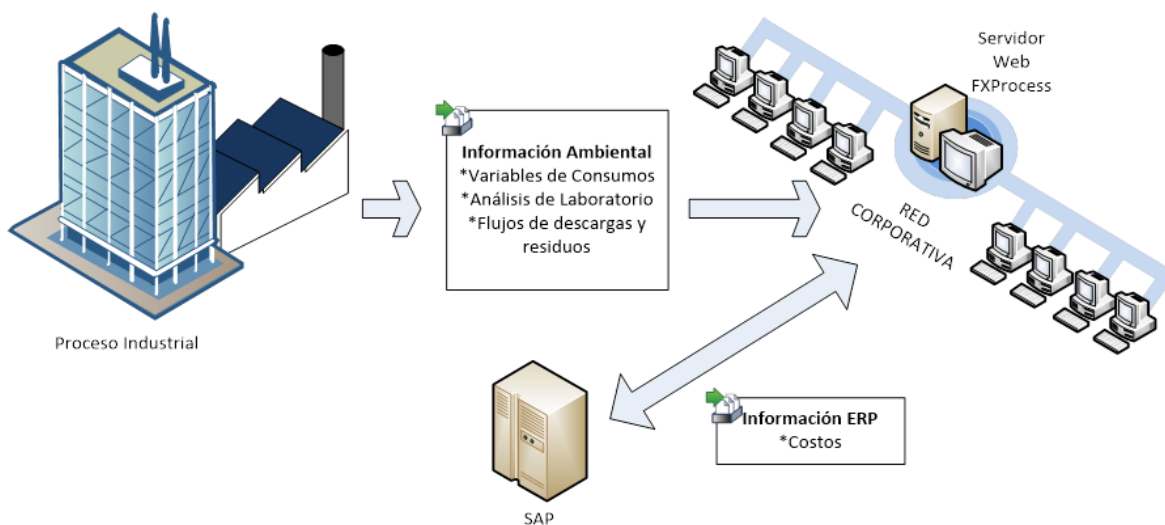 Proceso Industrial
Información Ambiental
*Variables de Consumos
*Análisis de Laboratorio
*Flujos de descargas y
residuos
Servidor
Web
FXProcess
RED
CORPORATIVA
SAP
Información ERP
*Costos